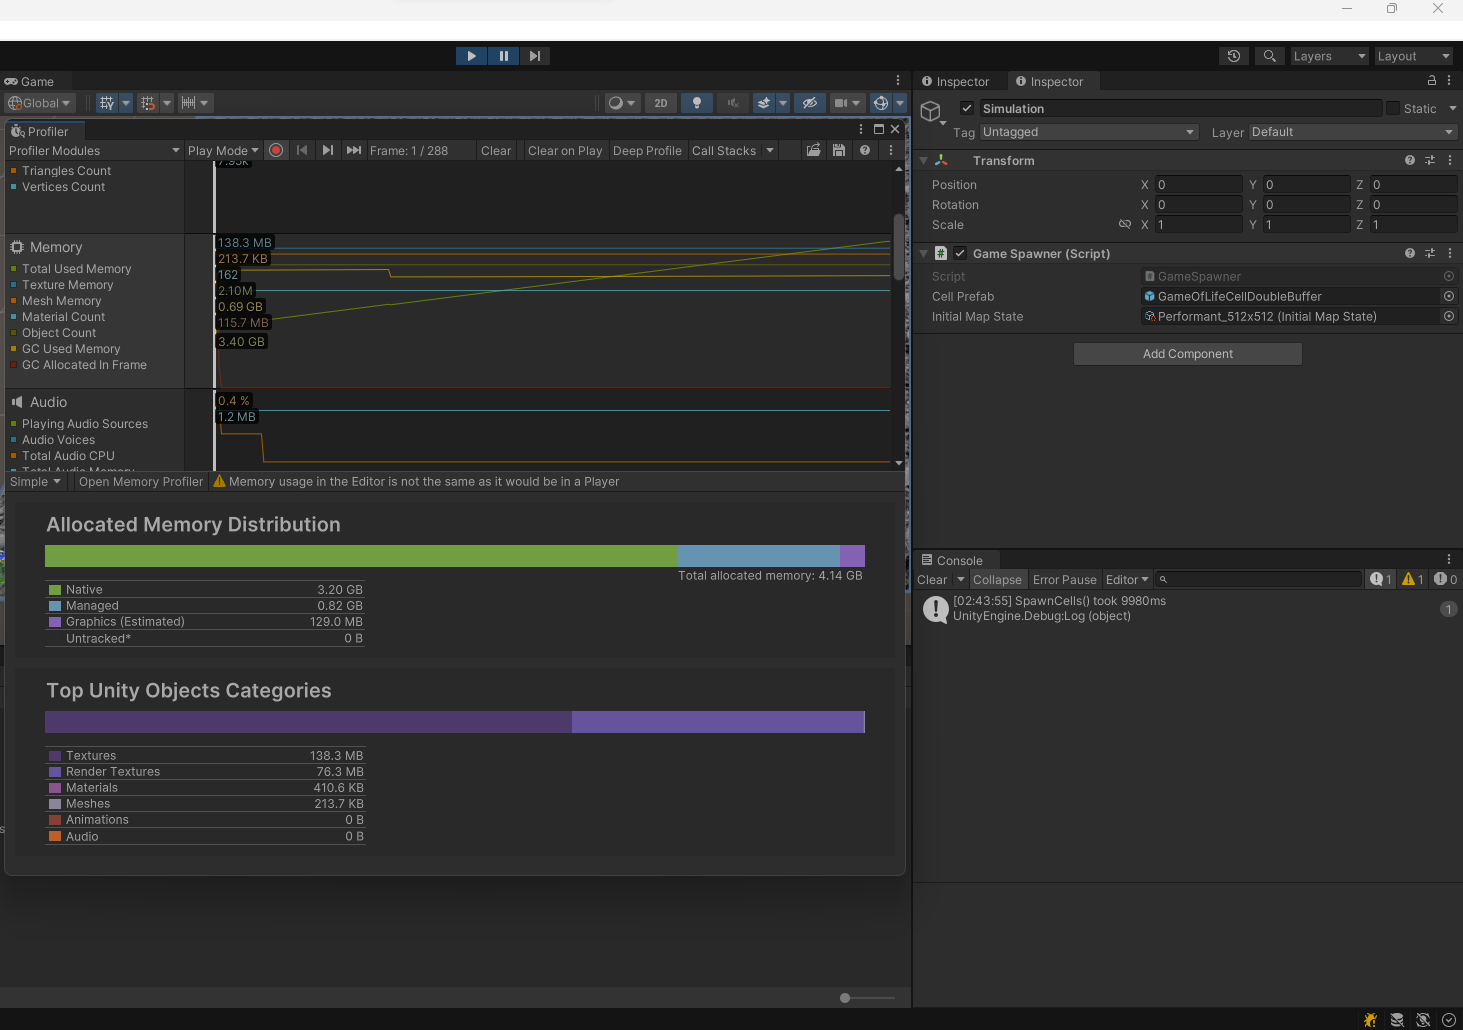 Layers
Layout
Game
Global
2D
Profiler
Profiler Modules
Play Mode
Frame: 1 / 288
Clear
Clear on Play
Deep Profile
Call Stacks
7.95k
Triangles Count
Vertices Count
Memory
Total Used Memory
Texture Memory
Mesh Memory
Material Count
Object Count
GC Used Memory
GC Allocated In Frame
138.3 MB
213.7 KB
162
2.10M
0.69 GB
115.7 MB
3.40 GB
Audio
Playing Audio Sources
Audio Voices
Total Audio CPU
Total Audio Memory
0.4 %
1.2 MB
Simple
Open Memory Profiler
Memory usage in the Editor is not the same as it would be in a Player
Allocated Memory Distribution
Total allocated memory: 4.14 GB
Native 3.20 GB
Managed 0.82 GB
Graphics (Estimated) 129.0 MB
Untracked* 0 B
Top Unity Objects Categories
Textures 138.3 MB
Render Textures 76.3 MB
Materials 410.6 KB
Meshes 213.7 KB
Animations 0 B
Audio 0 B
Inspector
Inspector
Simulation
Static
Tag Untagged
Layer Default
Transform
Position X 0 Y 0 Z 0
Rotation X 0 Y 0 Z 0
Scale X 1 Y 1 Z 1
Game Spawner (Script)
Script GameSpawner
Cell Prefab GameOfLifeCellDoubleBuffer
Initial Map State Performant_512x512 (Initial Map State)
Add Component
Console
Clear
Collapse
Error Pause
Editor
1
1
0
[02:43:55] SpawnCells() took 9980ms
UnityEngine.Debug:Log (object)
1